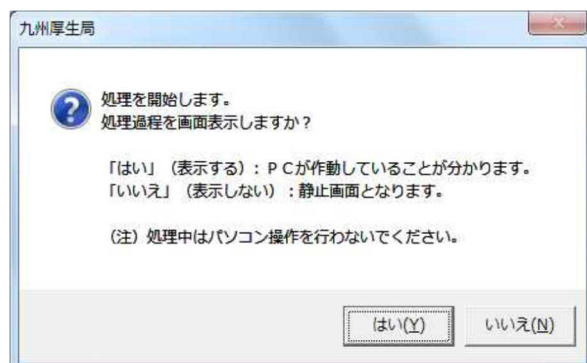 九州厚生局
処理を開始します。
処理過程を画面表示しますか？
「はい」（表示する）：ＰＣが作動していることが分かります。
「いいえ」（表示しない）：静止画面となります。
（注）処理中はパソコン操作を行わないでください。
はい(Y)
いいえ(N)